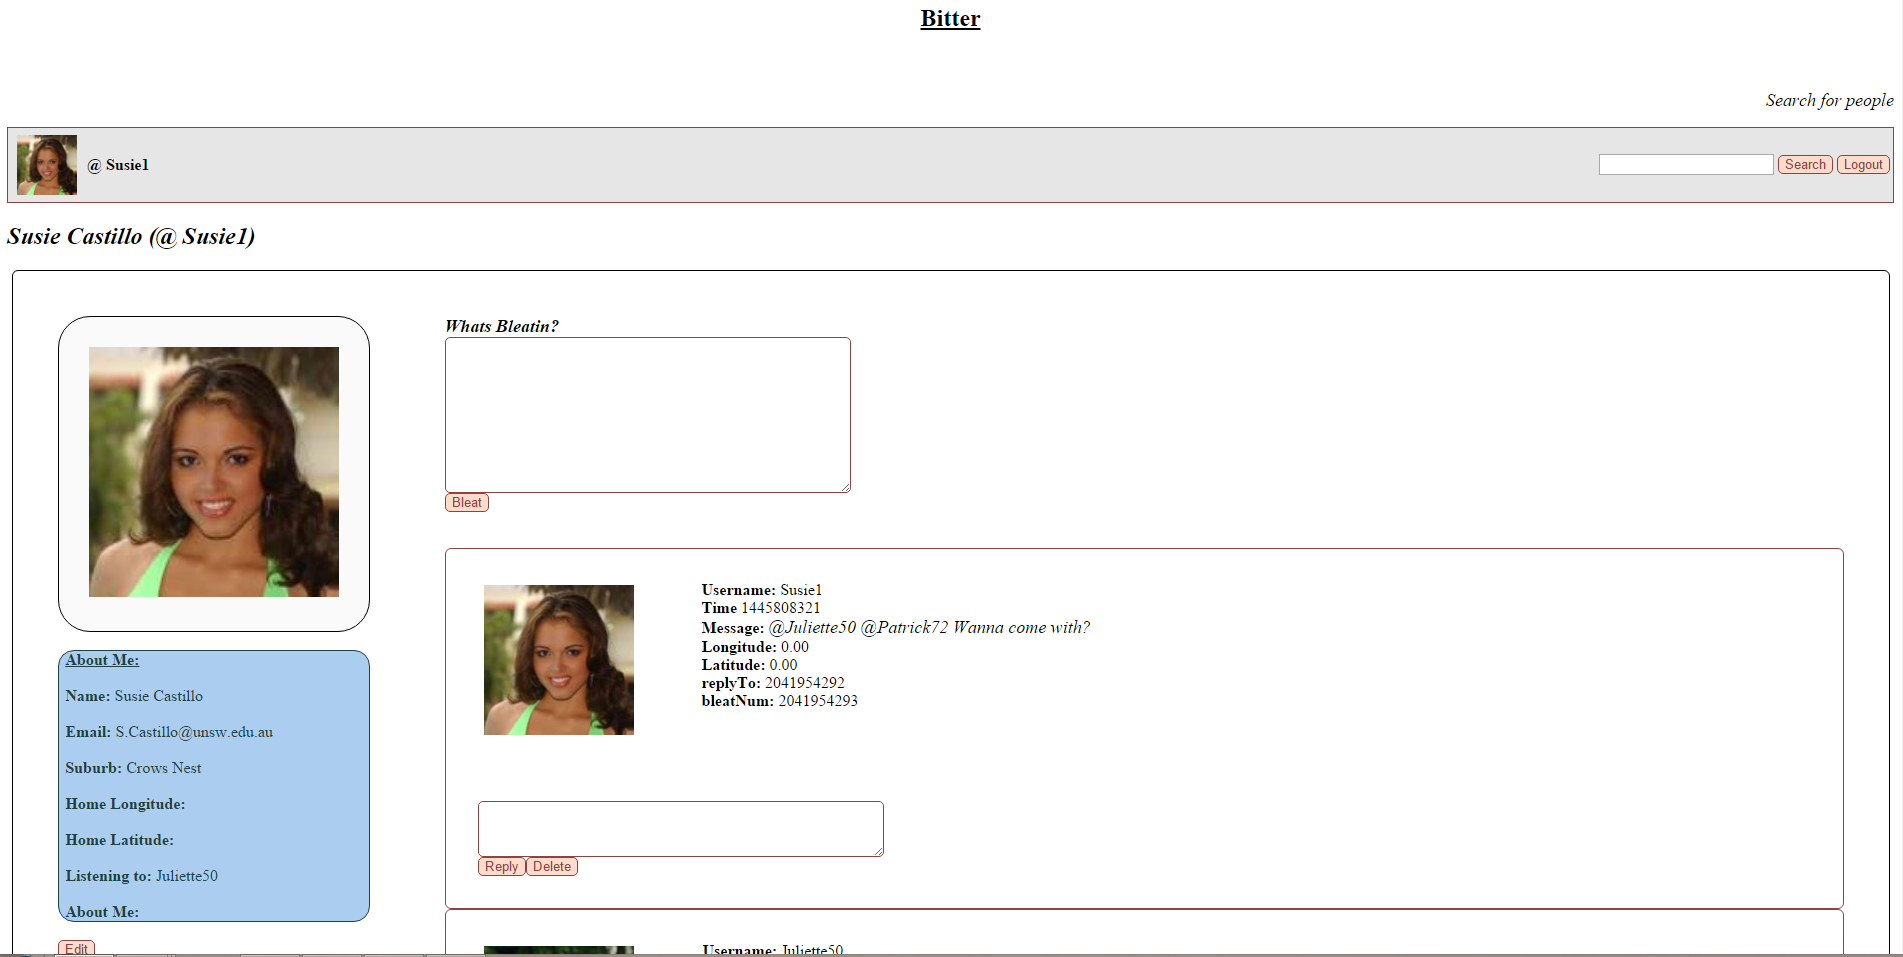 Bitter
Search for people
@ Susie1
Search Logout
Susie Castillo (@ Susie1)
Whats Bleatin?
Bleat
Username: Susie1
Time 1445808321
Message: @Juliette50 @Patrick72 Wanna come with?
Longitude: 0.00
Latitude: 0.00
replyTo: 2041954292
bleatNum: 2041954293
Reply Delete
About Me:
Name: Susie Castillo
Email: S.Castillo@unsw.edu.au
Suburb: Crows Nest
Home Longitude:
Home Latitude:
Listening to: Juliette50
About Me:
Edit
Username: Juliette50